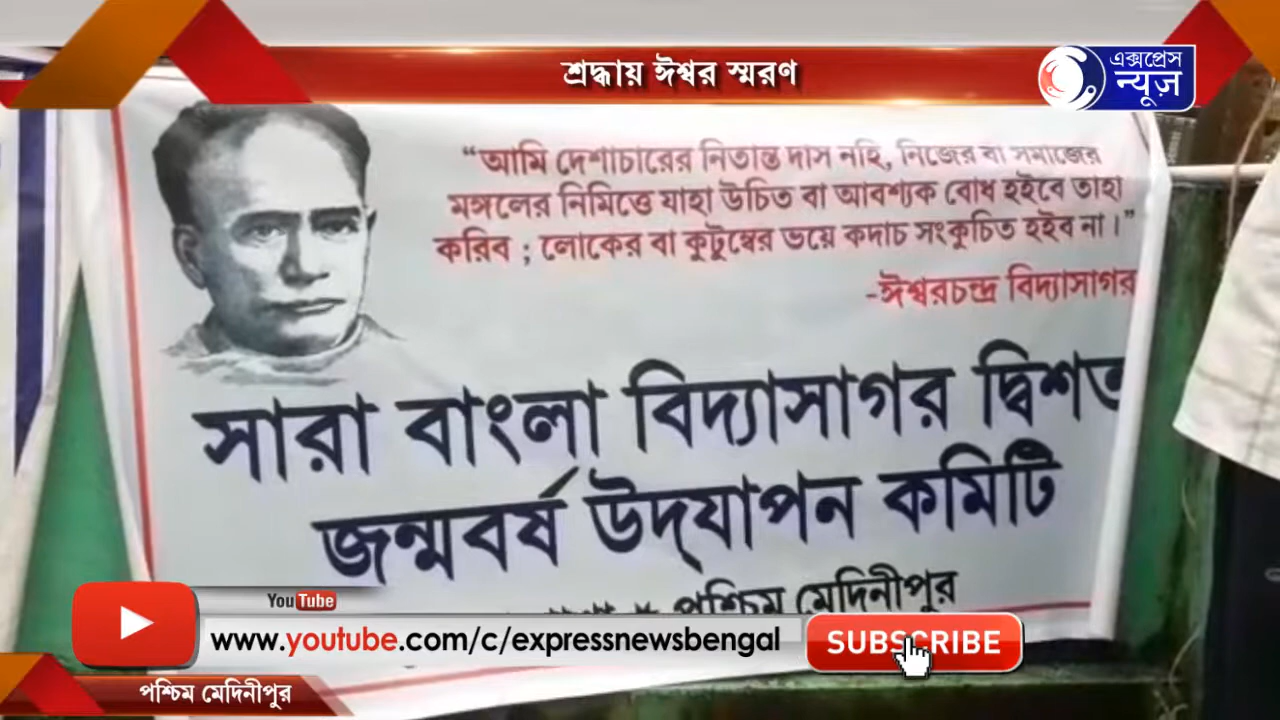 শ্রদ্ধায় ঈশ্বর স্মরণ
এক্সপ্রেস
ন্যূজ়
“আমি দেশাচারের নিতান্ত দাস নহি, নিজের বা সমাজের
মঙ্গলের নিমিত্তে যাহা উচিত বা আবশ্যক বোধ হইবে তাহা
করিব ; লোকের বা কুটুম্বের ভয়ে কদাচ সংকুচিত হইব না।”
-ঈশ্বরচন্দ্র বিদ্যাসাগর
সারা বাংলা বিদ্যাসাগর দ্বিশত
জন্মবর্ষ উদ্‌যাপন কমিটি
পশ্চিম মেদিনীপুর
YouTube
www.youtube.com/c/expressnewsbengal
SUBSCRIBE
পশ্চিম মেদিনীপুর